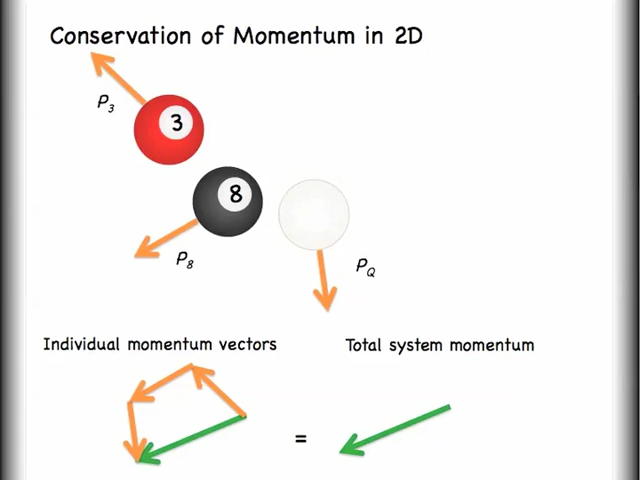 Conservation of Momentum in 2D
P3
3
8
P8
PQ
Individual momentum vectors
Total system momentum
=